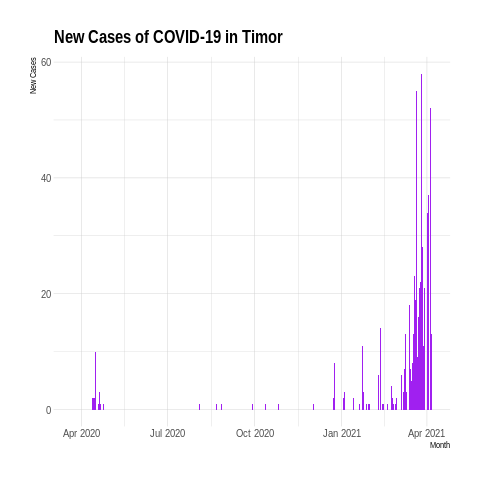 New Cases of COVID-19 in Timor
New Cases
60
40
20
0
Apr 2020
Jul 2020
Oct 2020
Jan 2021
Apr 2021
Month